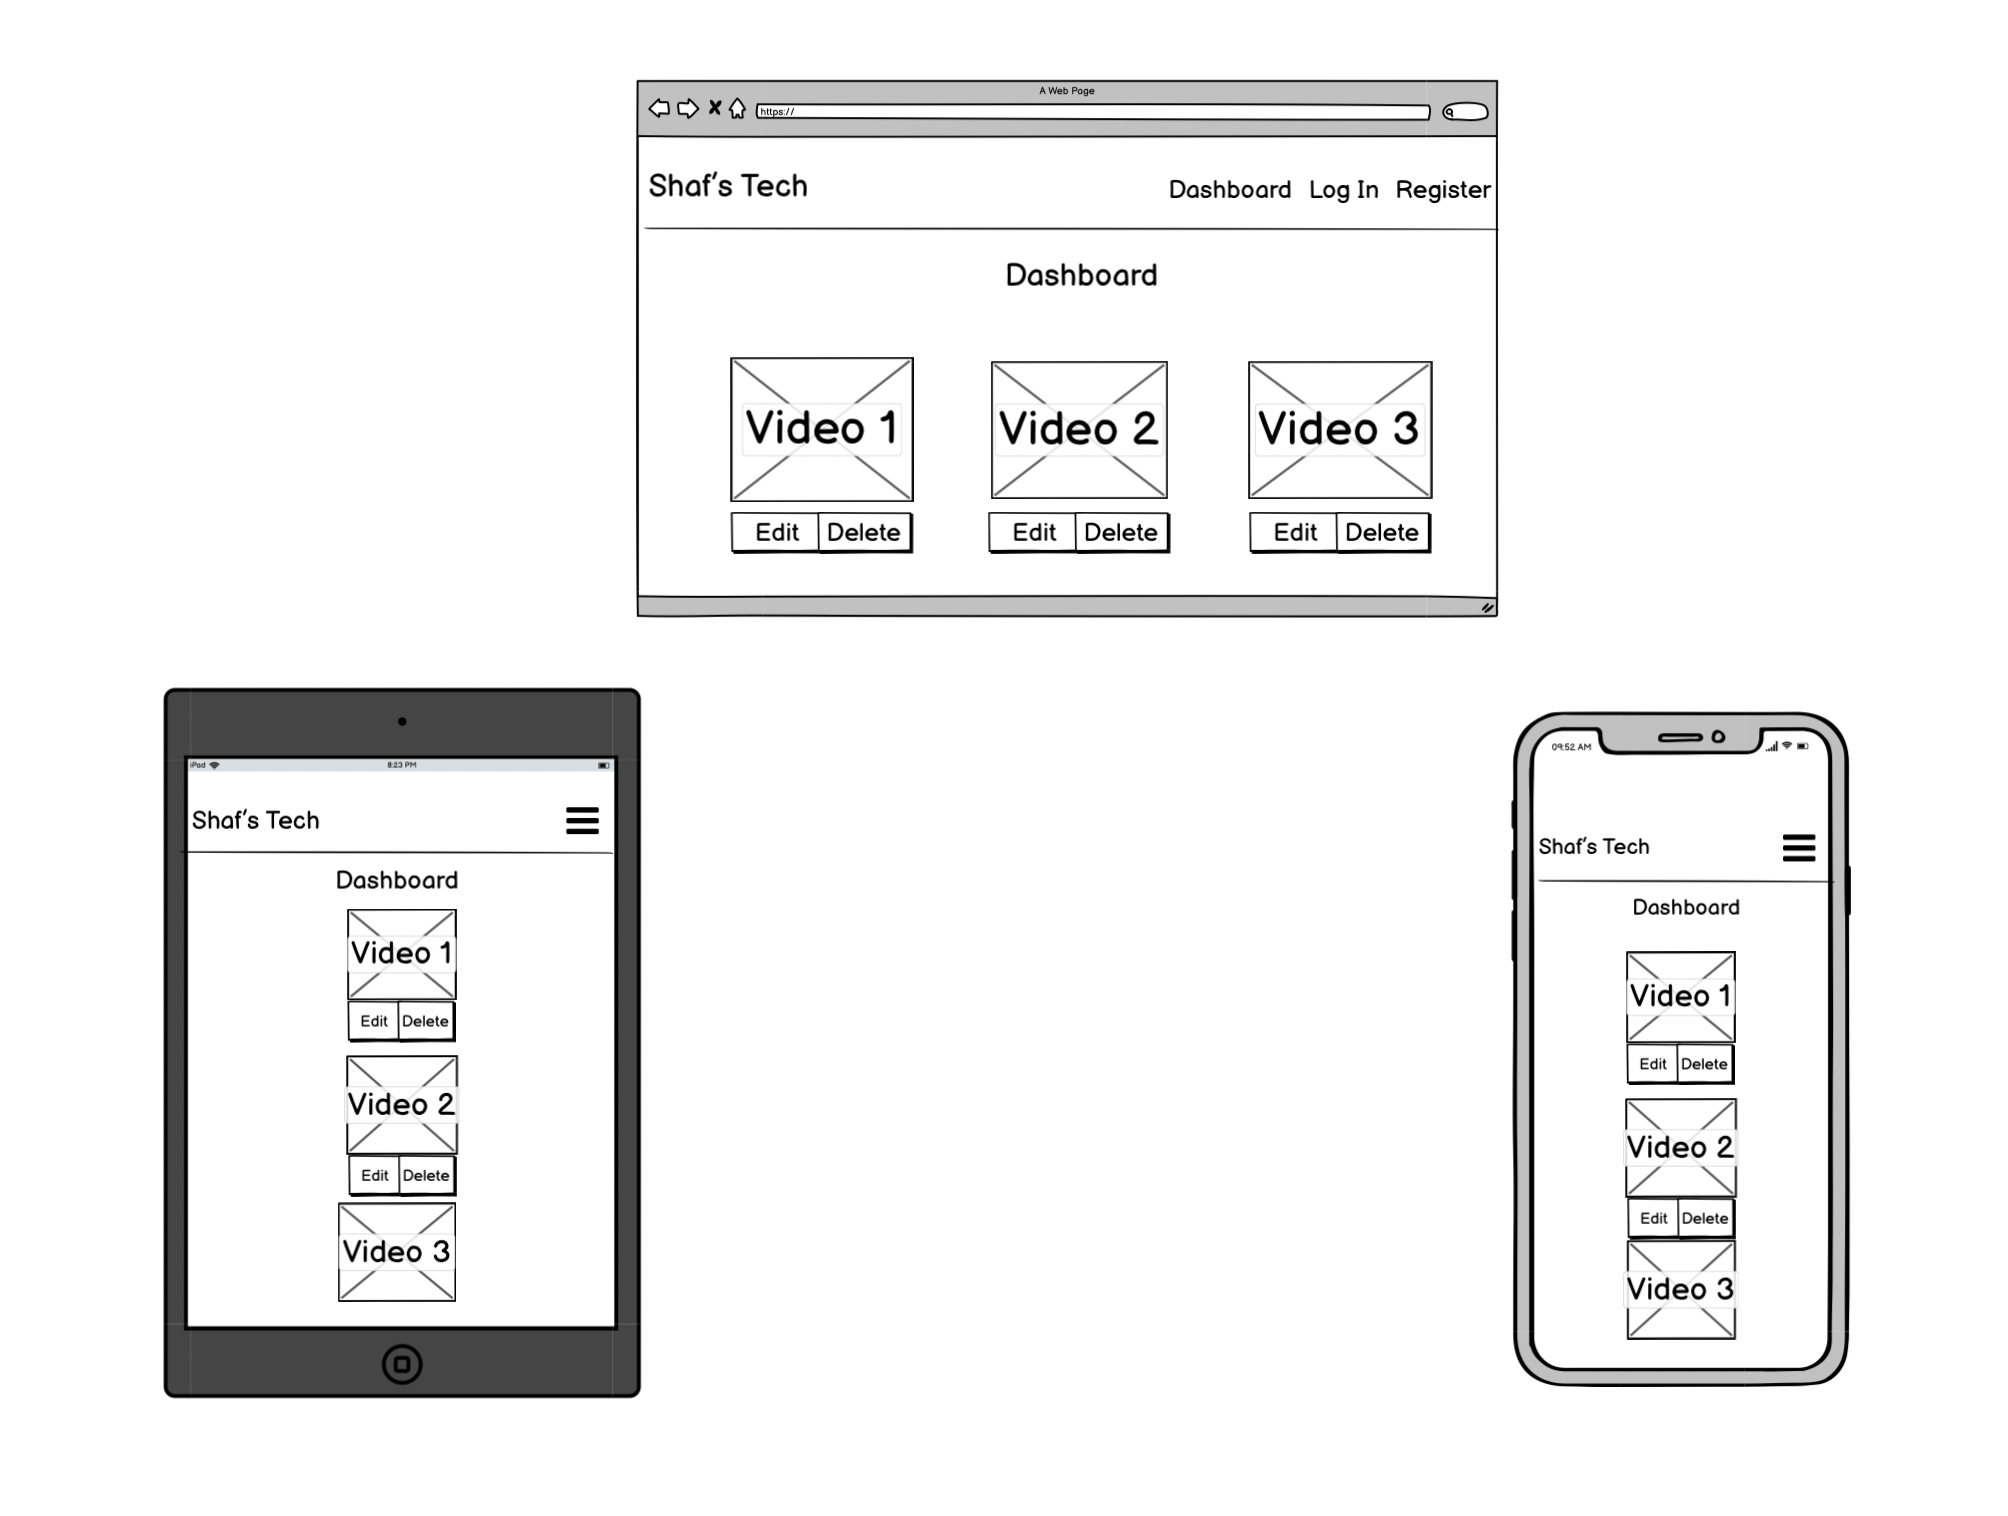 A Web Page
https://
Shaf's Tech Dashboard Log In Register
Dashboard
Video 1 Video 2 Video 3
Edit Delete Edit Delete Edit Delete
iPad 8:23 PM
Shaf's Tech
Dashboard
Video 1
Edit Delete
Video 2
Edit Delete
Video 3
09:52 AM
Shaf's Tech
Dashboard
Video 1
Edit Delete
Video 2
Edit Delete
Video 3